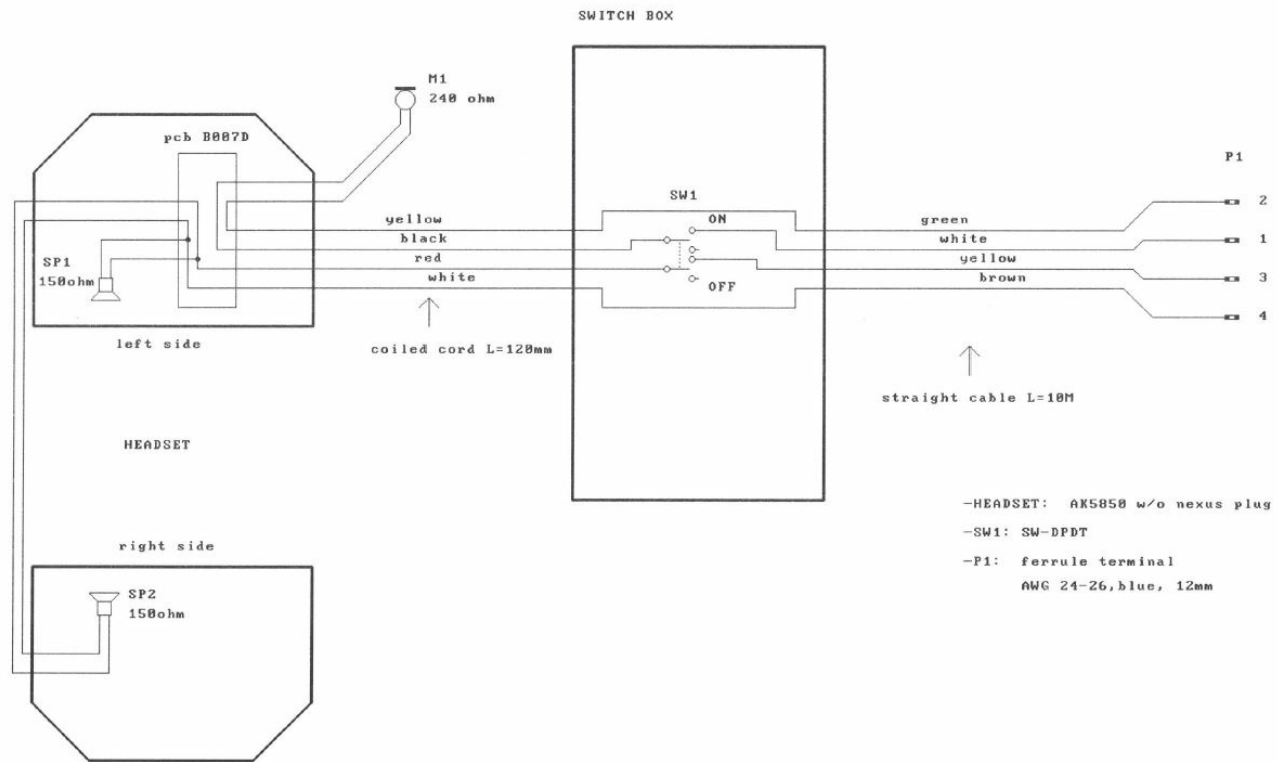 SWITCH BOX
M1
240 ohm
pcb B007D
P1
SW1
2
yellow
ON
green
black
white
1
red
yellow
SP1
150ohm
white
OFF
brown
3
4
left side
coiled cord L=120mm
straight cable L=10M
HEADSET
-HEADSET: AK5850 w/o nexus plug
-SW1: SW-DPDT
right side
-P1: ferrule terminal
AWG 24-26,blue, 12mm
SP2
150ohm